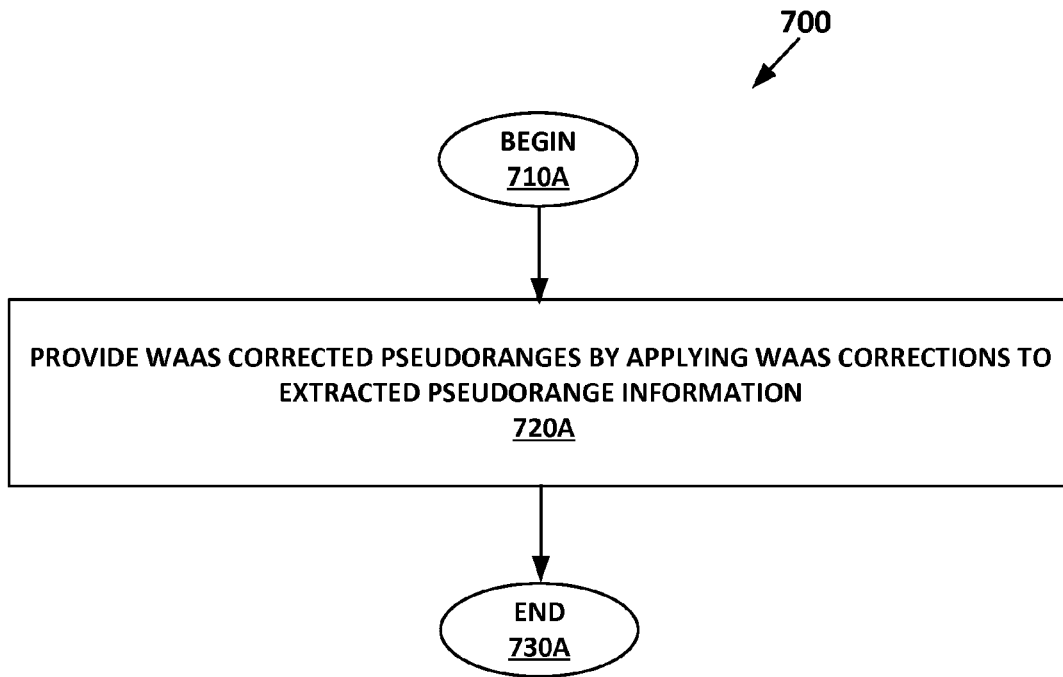 700
BEGIN
710A
PROVIDE WAAS CORRECTED PSEUDORANGES BY APPLYING WAAS CORRECTIONS TO
EXTRACTED PSEUDORANGE INFORMATION
720A
END
730A